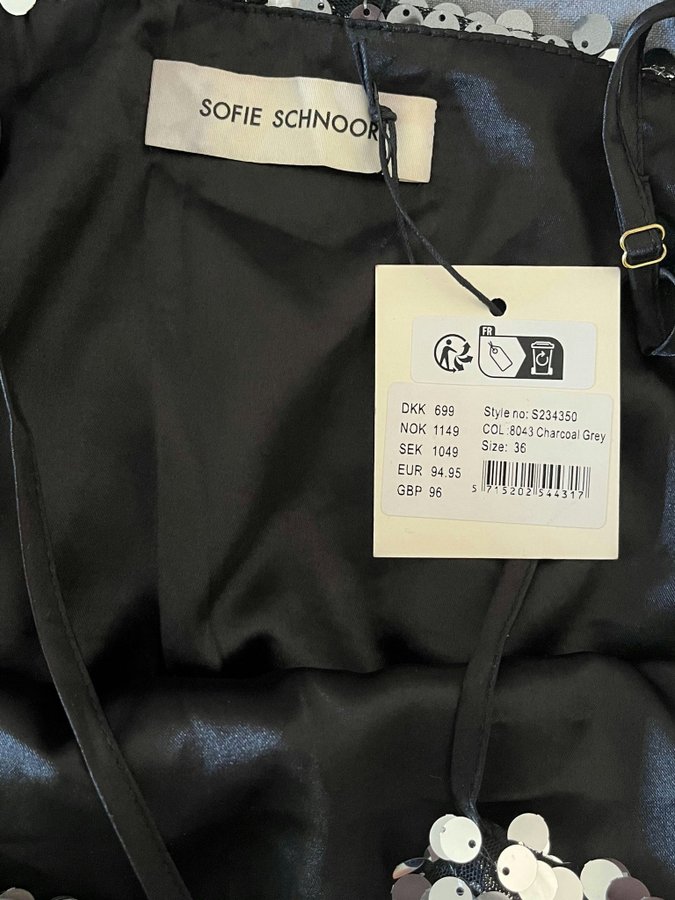 SOFIE SCHNOOR
FR
DKK 699
NOK 1149
SEK 1049
EUR 94.95
GBP 96
Style no: S234350
COL :8043 Charcoal Grey
Size: 36
5 715202 544317